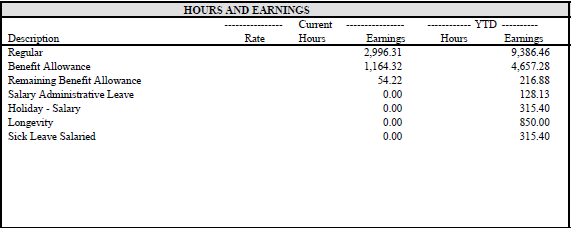 HOURS AND EARNINGS
---------------- Current ---------------- ------------ YTD ----------
Description Rate Hours Earnings Hours Earnings
Regular 2,996.31 9,386.46
Benefit Allowance 1,164.32 4,657.28
Remaining Benefit Allowance 54.22 216.88
Salary Administrative Leave 0.00 128.13
Holiday - Salary 0.00 315.40
Longevity 0.00 850.00
Sick Leave Salaried 0.00 315.40